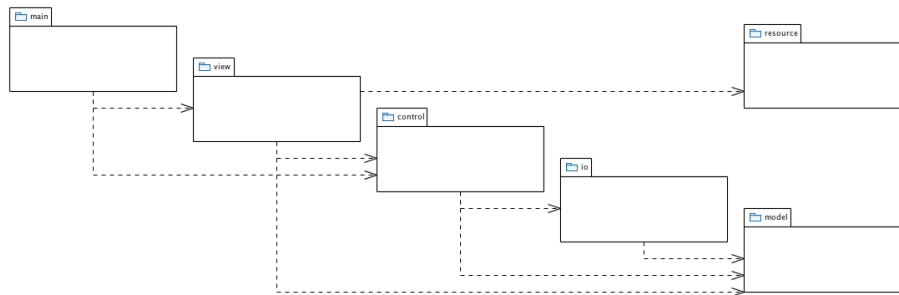 main
view
resource
control
io
model